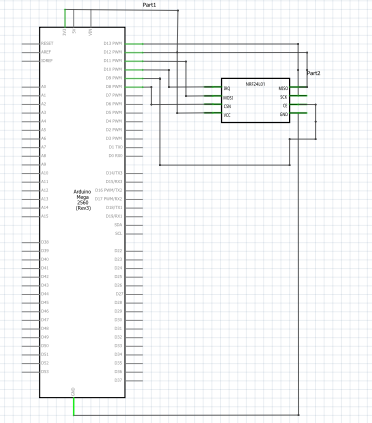 Part1
3V3
5V
VIN
RESET
AREF
IOREF
D13 PWM
D12 PWM
D11 PWM
D10 PWM
D9 PWM
D8 PWM
D7 PWM
D6 PWM
D5 PWM
D4 PWM
D3 PWM
D2 PWM
D1 TX0
D0 RX0
A0
A1
A2
A3
A4
A5
A6
A7
A8
A9
A10
A11
A12
A13
A14
A15
D14/TX3
D15/RX3
D16 PWM/TX2
D17 PWM/RX2
D18/TX1
D19/RX1
SDA
SCL
Arduino
Mega
2560
(Rev3)
D38
D39
D40
D41
D42
D43
D44
D45
D46
D47
D48
D49
D50
D51
D52
D53
D22
D23
D24
D25
D26
D27
D28
D29
D30
D31
D32
D33
D34
D35
D36
D37
GND
Part2
NRF24L01
IRQ
MOSI
CSN
VCC
MISO
SCK
CE
GND